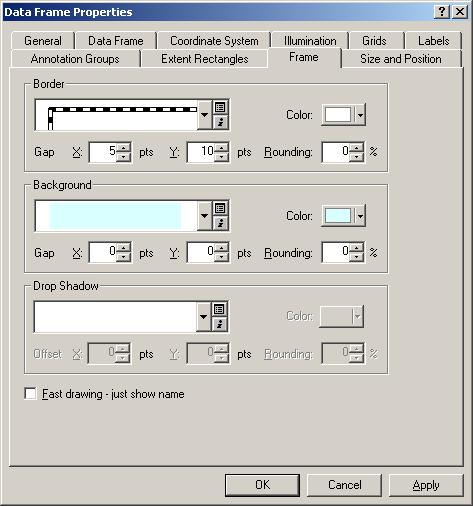 Data Frame Properties ? X
General Data Frame Coordinate System Illumination Grids Labels
Annotation Groups Extent Rectangles Frame Size and Position
Border
Color:
Gap X: 5 pts Y: 10 pts Rounding: 0 %
Background
Color:
Gap X: 0 pts Y: 0 pts Rounding: 0 %
Drop Shadow
Color:
Offset X: 0 pts Y: 0 pts Rounding: 0 %
Fast drawing - just show name
OK Cancel Apply